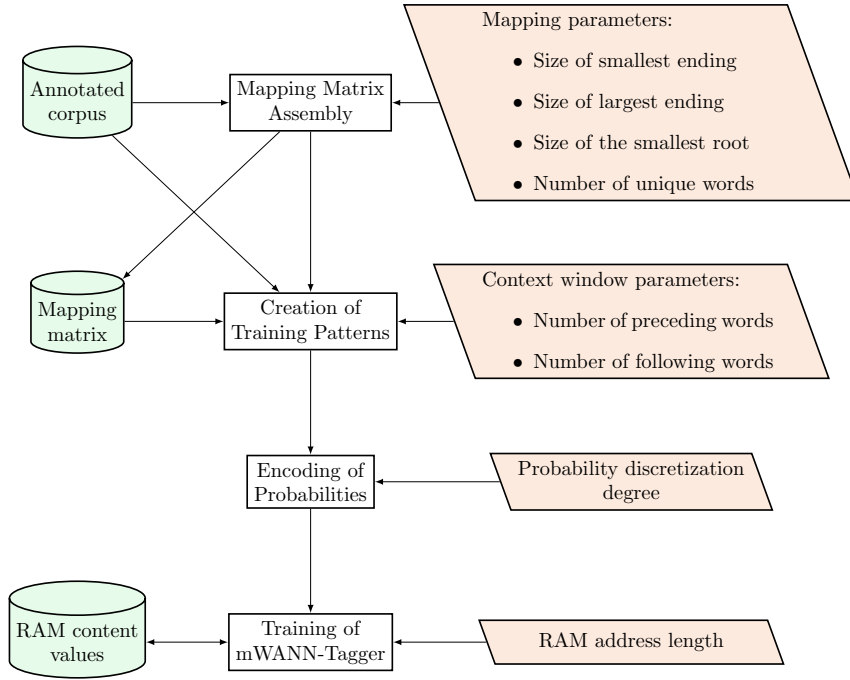 Annotated
corpus
Mapping Matrix
Assembly
Mapping parameters:
• Size of smallest ending
• Size of largest ending
• Size of the smallest root
• Number of unique words
Mapping
matrix
Creation of
Training Patterns
Context window parameters:
• Number of preceding words
• Number of following words
Encoding of
Probabilities
Probability discretization
degree
RAM content
values
Training of
mWANN-Tagger
RAM address length